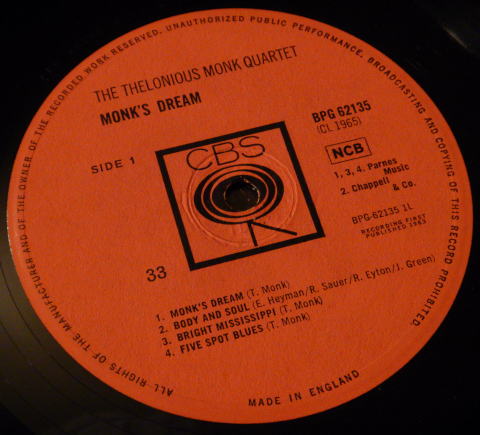 ALL RIGHTS OF THE MANUFACTURER AND OF THE OWNER OF THE RECORDED WORK RESERVED. UNAUTHORIZED PUBLIC PERFORMANCE, BROADCASTING AND COPYING OF THIS RECORD PROHIBITED.
THE THELONIOUS MONK QUARTET
MONK'S DREAM
BPG 62135
(CL 1965)
SIDE 1
CBS
NCB
1, 3, 4. Parnes
Music
2. Chappell & Co.
BPG-62135 1L
RECORDING FIRST
PUBLISHED 1963
33
1. MONK'S DREAM (T. Monk)
2. BODY AND SOUL (E. Heyman/R. Sauer/R. Eyton/J. Green)
3. BRIGHT MISSISSIPPI (T. Monk)
4. FIVE SPOT BLUES (T. Monk)
MADE IN ENGLAND